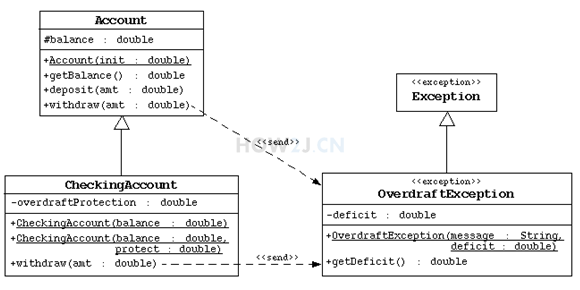 Account
#balance : double
+Account(init : double)
+getBalance() : double
+deposit(amt : double)
+withdraw(amt : double)
<<exception>>
Exception
<<send>>
HOW2J.CN
CheckingAccount
-overdraftProtection : double
+CheckingAccount(balance : double)
+CheckingAccount(balance : double,
protect : double)
+withdraw(amt : double)
<<send>>
<<exception>>
OverdraftException
-deficit : double
+OverdraftException(message : String,
deficit : double)
+getDeficit() : double